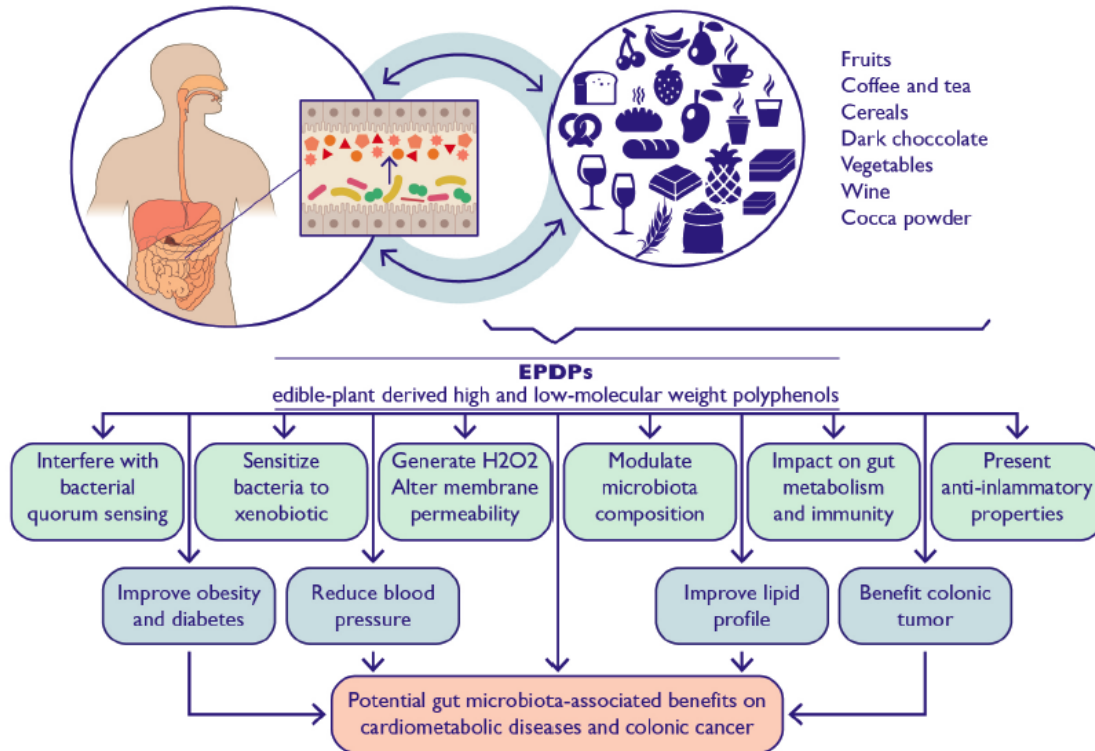 Fruits
Coffee and tea
Cereals
Dark choccolate
Vegetables
Wine
Cocca powder
EPDPs
edible-plant derived high and low-molecular weight polyphenols
Interfere with
bacterial
quorum sensing
Sensitize
bacteria to
xenobiotic
Generate H2O2
Alter membrane
permeability
Modulate
microbiota
composition
Impact on gut
metabolism
and immunity
Present
anti-inlammatory
properties
Improve obesity
and diabetes
Reduce blood
pressure
Improve lipid
profile
Benefit colonic
tumor
Potential gut microbiota-associated benefits on
cardiometabolic diseases and colonic cancer